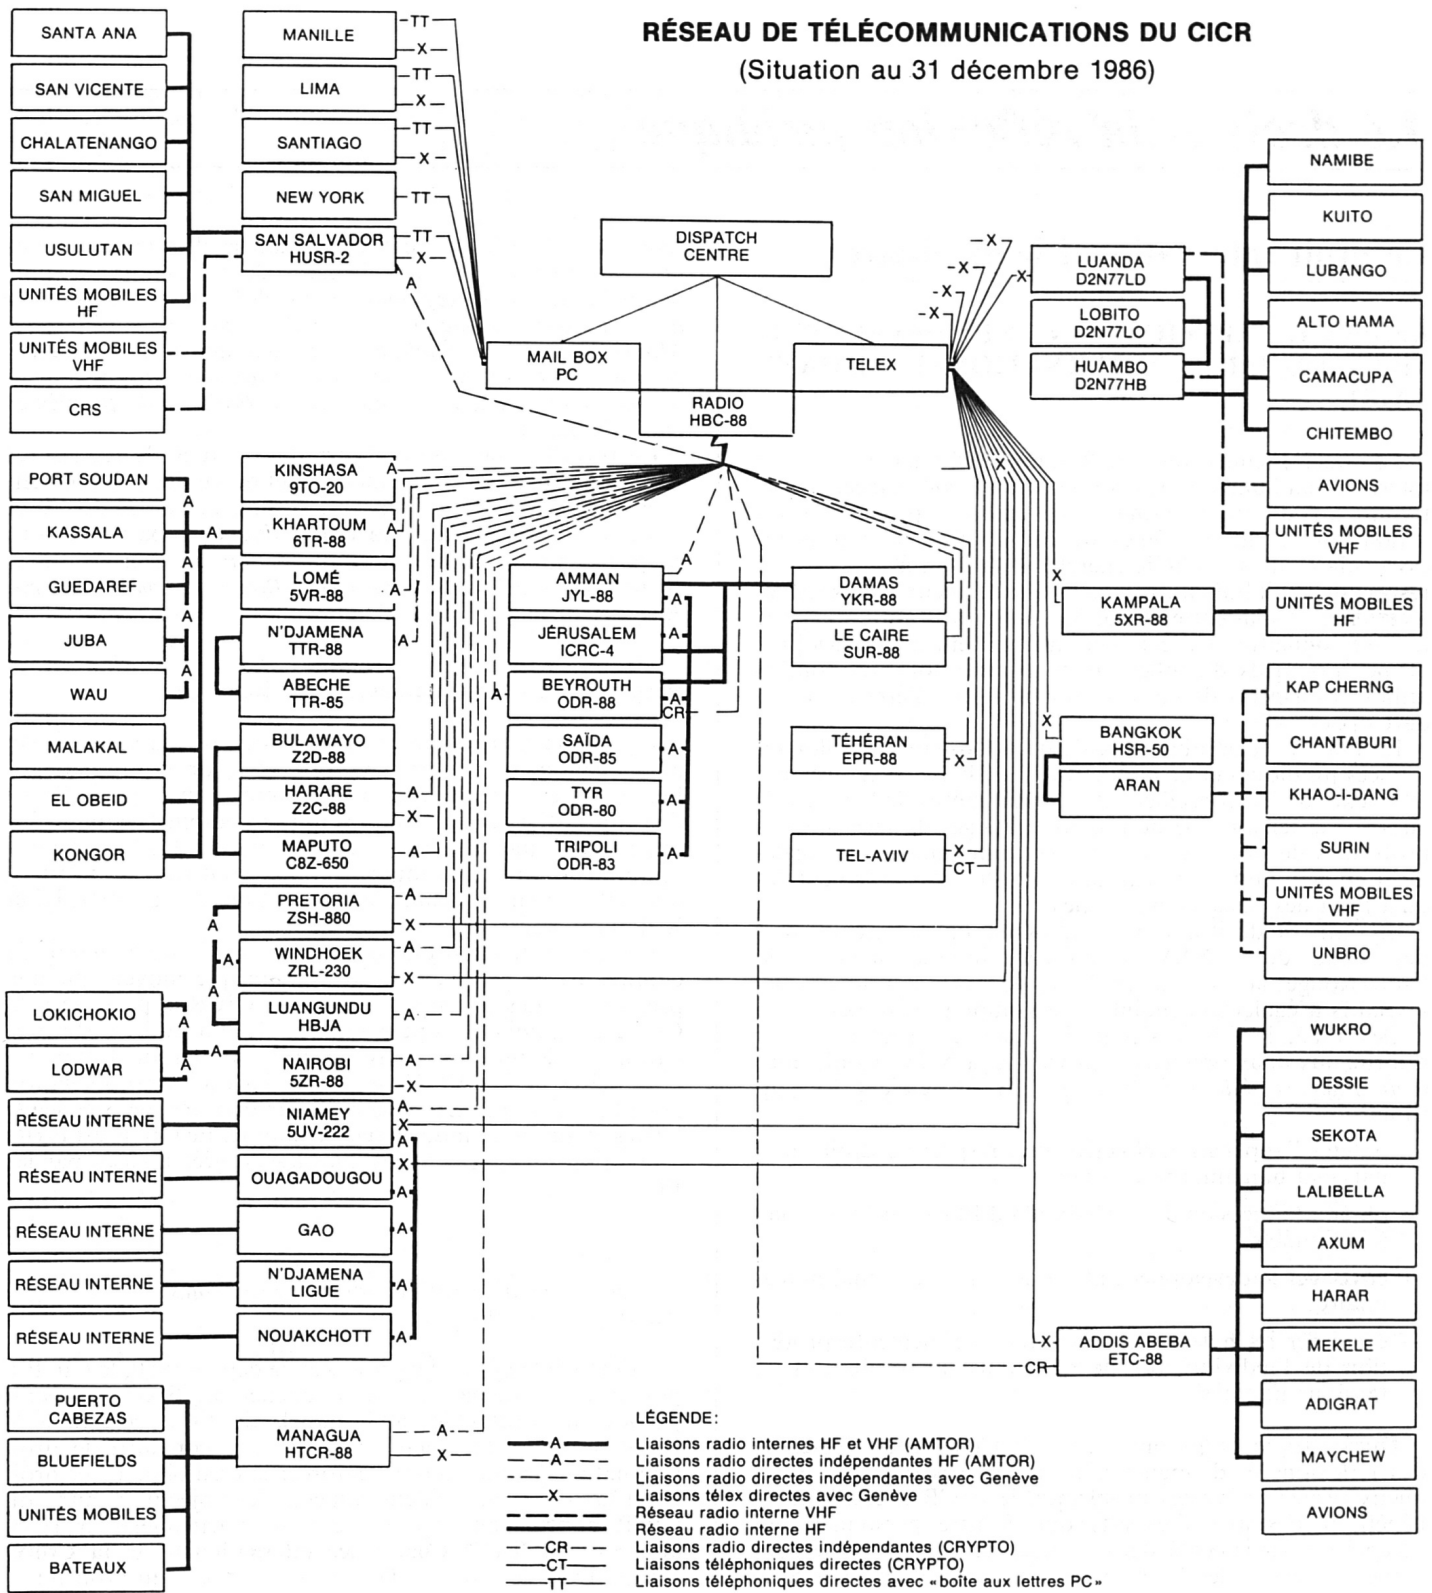 RÉSEAU DE TÉLÉCOMMUNICATIONS DU CICR
(Situation au 31 décembre 1986)
SANTA ANA
SAN VICENTE
CHALATENANGO
SAN MIGUEL
USULUTAN
UNITÉS MOBILES
HF
UNITÉS MOBILES
VHF
CRS
MANILLE
TT
X
LIMA
TT
X
SANTIAGO
TT
X
NEW YORK
TT
SAN SALVADOR
HUSR-2
TT
X
A
DISPATCH
CENTRE
MAIL BOX
PC
RADIO
HBC-88
TELEX
X
X
X
X
X
LUANDA
D2N77LD
LOBITO
D2N77LO
HUAMBO
D2N77HB
NAMIBE
KUITO
LUBANGO
ALTO HAMA
CAMACUPA
CHITEMBO
AVIONS
UNITÉS MOBILES
VHF
PORT SOUDAN
KASSALA
GUEDAREF
JUBA
WAU
MALAKAL
EL OBEID
KONGOR
A
A
A
A
A
KINSHASA
9TO-20
A
KHARTOUM
6TR-88
A
LOMÉ
5VR-88
A
N'DJAMENA
TTR-88
A
ABECHE
TTR-85
BULAWAYO
Z2D-88
HARARE
Z2C-88
A
X
MAPUTO
C8Z-650
A
PRETORIA
ZSH-880
A
X
A
WINDHOEK
ZRL-230
A
X
A
A
LUANGUNDU
HBJA
A
LOKICHOKIO
LODWAR
A
A
A
NAIROBI
5ZR-88
A
X
RÉSEAU INTERNE
NIAMEY
5UV-222
A
X
A
RÉSEAU INTERNE
OUAGADOUGOU
X
A
RÉSEAU INTERNE
GAO
A
RÉSEAU INTERNE
N'DJAMENA
LIGUE
A
RÉSEAU INTERNE
NOUAKCHOTT
A
PUERTO
CABEZAS
BLUEFIELDS
UNITÉS MOBILES
BATEAUX
MANAGUA
HTCR-88
A
X
AMMAN
JYL-88
A
A
JÉRUSALEM
ICRC-4
A
BEYROUTH
ODR-88
A
A
CR
SAÏDA
ODR-85
A
TYR
ODR-80
A
TRIPOLI
ODR-83
A
DAMAS
YKR-88
LE CAIRE
SUR-88
TÉHÉRAN
EPR-88
X
TEL-AVIV
X
CT
X
X
KAMPALA
5XR-88
UNITÉS MOBILES
HF
X
BANGKOK
HSR-50
ARAN
KAP CHERNG
CHANTABURI
KHAO-I-DANG
SURIN
UNITÉS MOBILES
VHF
UNBRO
X
CR
ADDIS ABEBA
ETC-88
WUKRO
DESSIE
SEKOTA
LALIBELLA
AXUM
HARAR
MEKELE
ADIGRAT
MAYCHEW
AVIONS
LÉGENDE:
A Liaisons radio internes HF et VHF (AMTOR)
A Liaisons radio directes indépendantes HF (AMTOR)
Liaisons radio directes indépendantes avec Genève
X Liaisons télex directes avec Genève
Réseau radio interne VHF
Réseau radio interne HF
CR Liaisons radio directes indépendantes (CRYPTO)
CT Liaisons téléphoniques directes (CRYPTO)
TT Liaisons téléphoniques directes avec «boîte aux lettres PC»